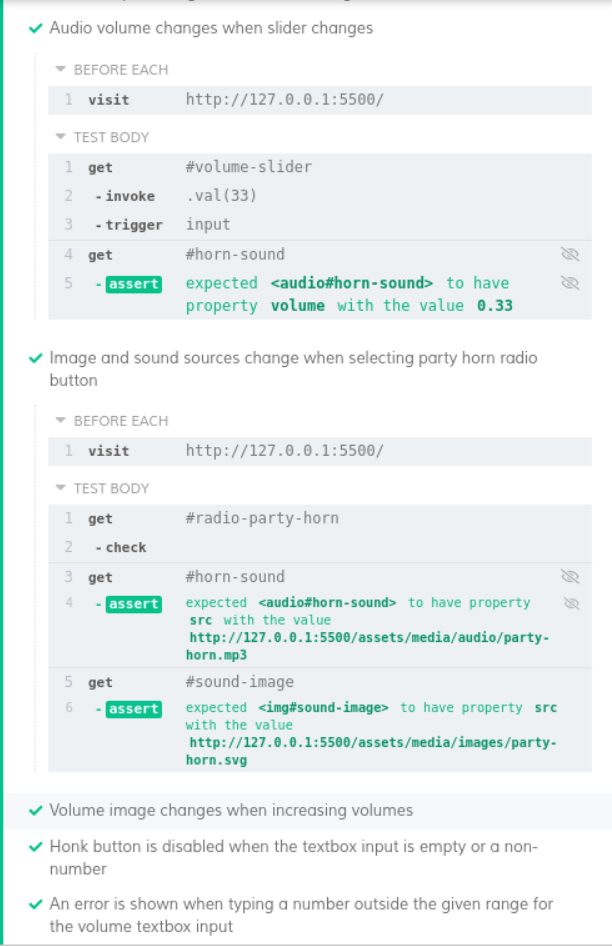 Audio volume changes when slider changes
BEFORE EACH
1 visit http://127.0.0.1:5500/
TEST BODY
1 get #volume-slider
2 -invoke .val(33)
3 -trigger input
4 get #horn-sound
5 -assert expected <audio#horn-sound> to have
property volume with the value 0.33
Image and sound sources change when selecting party horn radio
button
BEFORE EACH
1 visit http://127.0.0.1:5500/
TEST BODY
1 get #radio-party-horn
2 -check
3 get #horn-sound
4 -assert expected <audio#horn-sound> to have property
src with the value
http://127.0.0.1:5500/assets/media/audio/party-
horn.mp3
5 get #sound-image
6 -assert expected <img#sound-image> to have property src
with the value
http://127.0.0.1:5500/assets/media/images/party-
horn.svg
Volume image changes when increasing volumes
Honk button is disabled when the textbox input is empty or a non-
number
An error is shown when typing a number outside the given range for
the volume textbox input